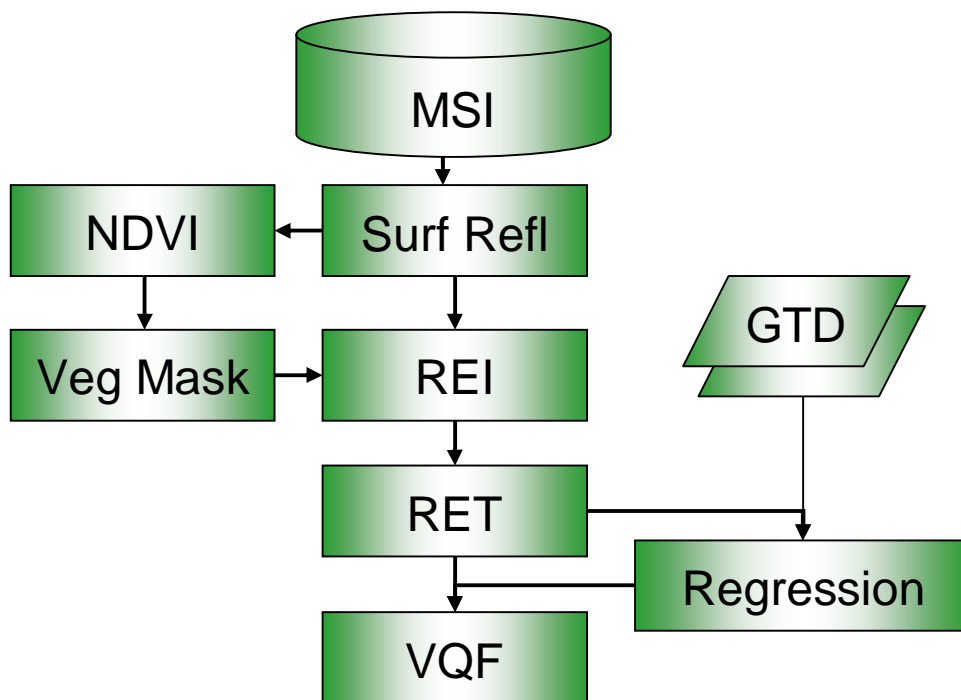 MSI
NDVI
Surf Refl
Veg Mask
REI
GTD
RET
Regression
VQF